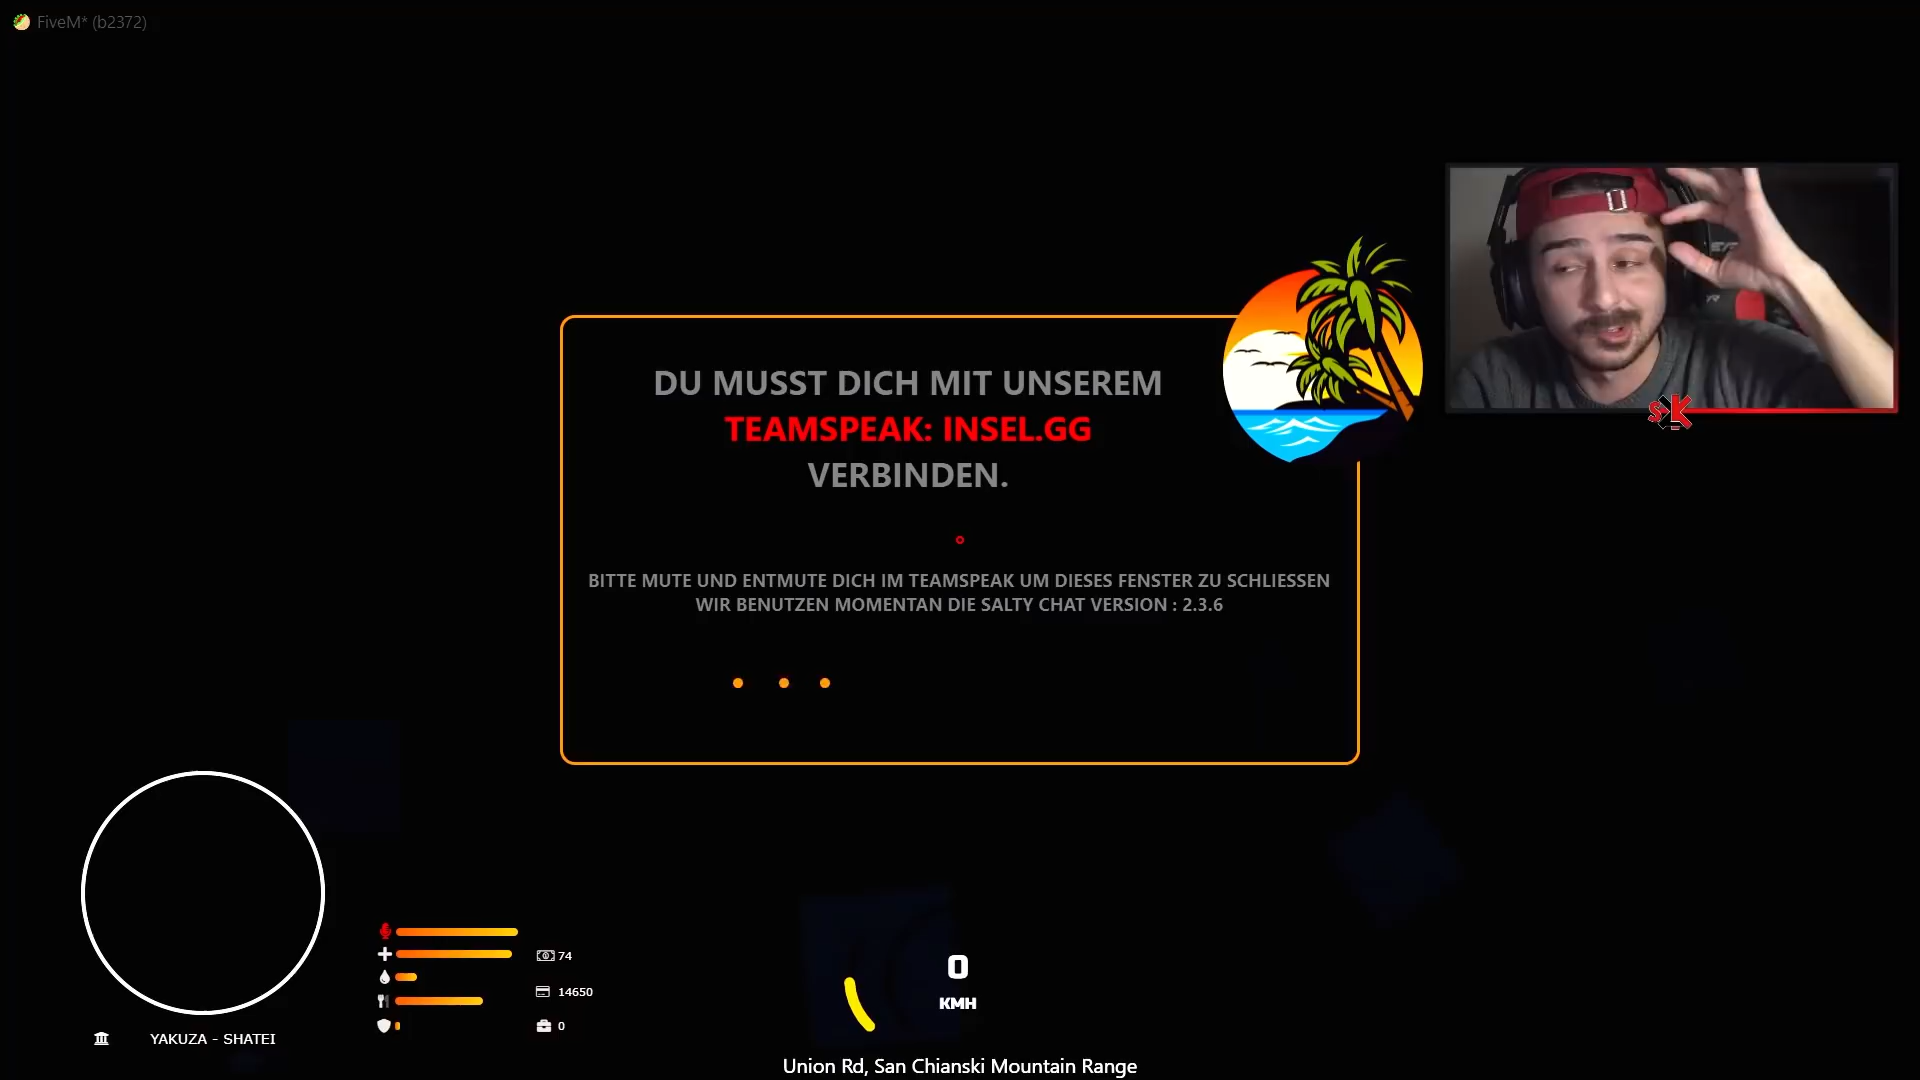 FiveM* (b2372)
DU MUSST DICH MIT UNSEREM
TEAMSPEAK: INSEL.GG
VERBINDEN.
BITTE MUTE UND ENTMUTE DICH IM TEAMSPEAK UM DIESES FENSTER ZU SCHLIESSEN
WIR BENUTZEN MOMENTAN DIE SALTY CHAT VERSION : 2.3.6
74
14650
0
YAKUZA - SHATEI
0
KMH
Union Rd, San Chianski Mountain Range